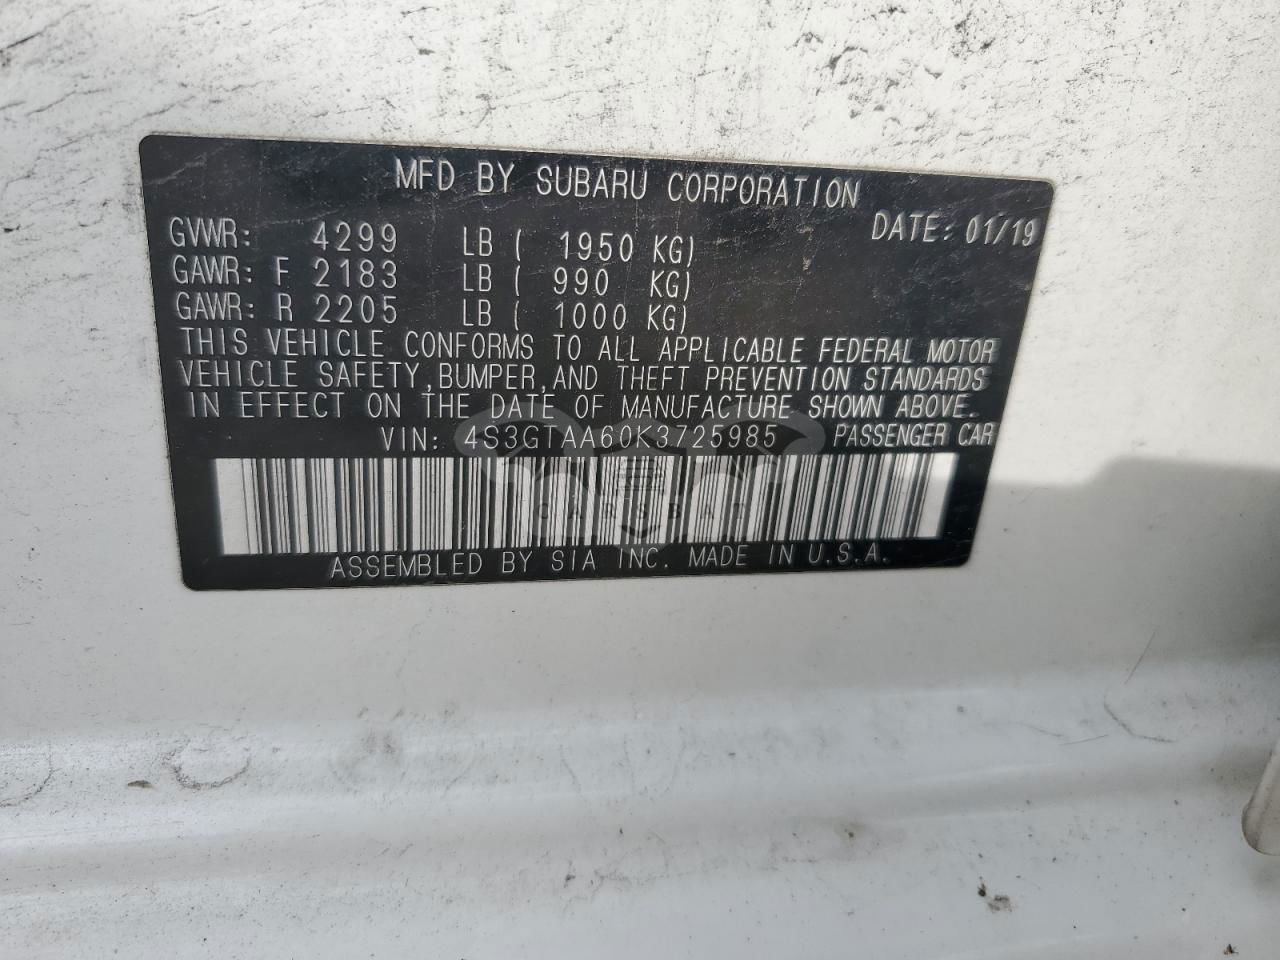 MFD BY SUBARU CORPORATION
DATE: 01/19
GVWR: 4299 LB ( 1950 KG)
GAWR: F 2183 LB ( 990 KG)
GAWR: R 2205 LB ( 1000 KG)
THIS VEHICLE CONFORMS TO ALL APPLICABLE FEDERAL MOTOR
VEHICLE SAFETY, BUMPER, AND THEFT PREVENTION STANDARDS
IN EFFECT ON THE DATE OF MANUFACTURE SHOWN ABOVE.
VIN: 4S3GTAA60K3725985 PASSENGER CAR
CARSBAT
ASSEMBLED BY SIA INC. MADE IN U.S.A.